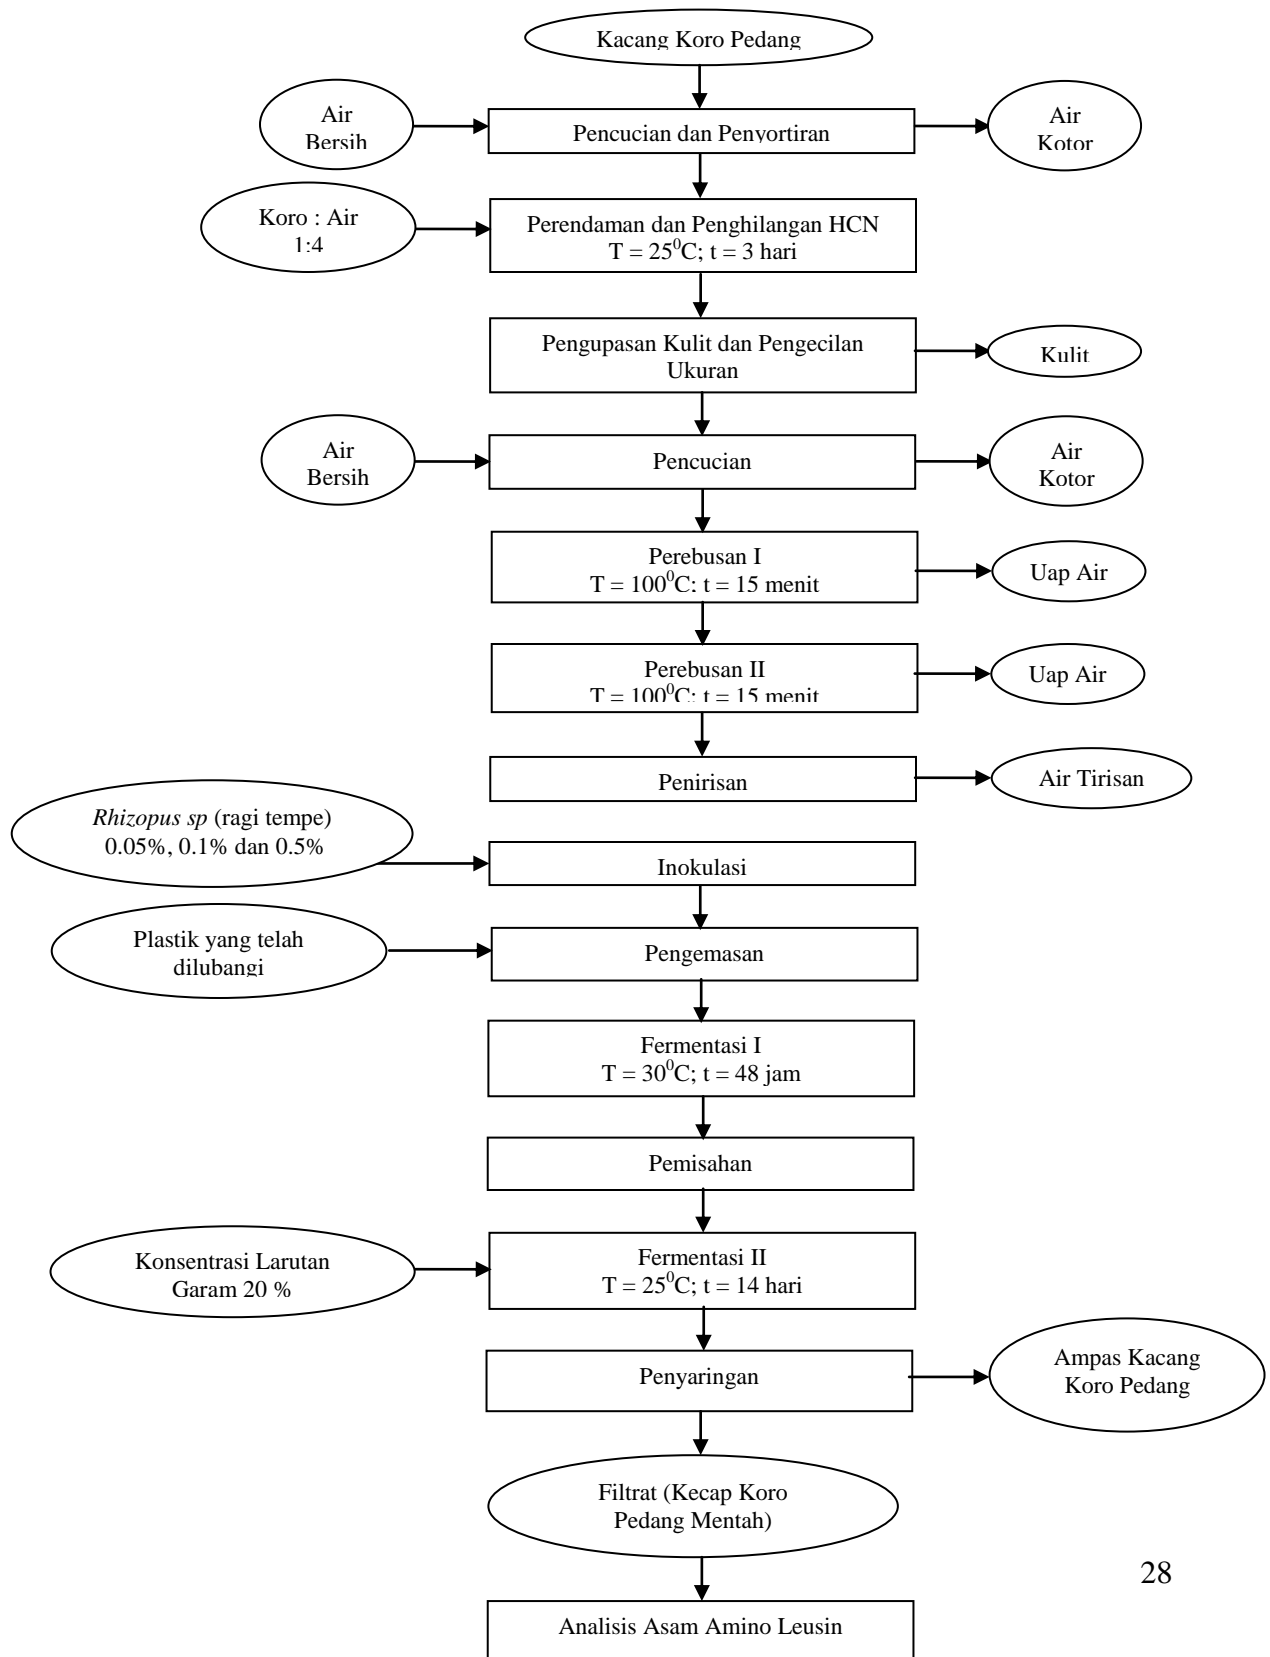 Kacang Koro Pedang
Air
Bersih
Pencucian dan Penyortiran
Air
Kotor
Koro : Air
1:4
Perendaman dan Penghilangan HCN
T = 25⁰C; t = 3 hari
Pengupasan Kulit dan Pengecilan
Ukuran
Kulit
Air
Bersih
Pencucian
Air
Kotor
Perebusan I
T = 100⁰C; t = 15 menit
Uap Air
Perebusan II
T = 100⁰C; t = 15 menit
Uap Air
Penirisan
Air Tirisan
Rhizopus sp (ragi tempe)
0.05%, 0.1% dan 0.5%
Inokulasi
Plastik yang telah
dilubangi
Pengemasan
Fermentasi I
T = 30⁰C; t = 48 jam
Pemisahan
Konsentrasi Larutan
Garam 20 %
Fermentasi II
T = 25⁰C; t = 14 hari
Penyaringan
Ampas Kacang
Koro Pedang
Filtrat (Kecap Koro
Pedang Mentah)
28
Analisis Asam Amino Leusin